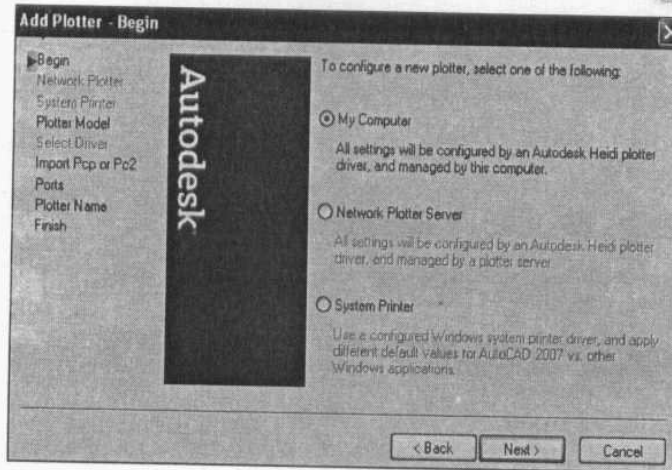 Add Plotter - Begin
Begin
Network Plotter
System Printer
Plotter Model
Select Driver
Import Pcp or Pc2
Ports
Plotter Name
Finish
Autodesk
To configure a new plotter, select one of the following:
My Computer
All settings will be configured by an Autodesk Heidi plotter
driver, and managed by this computer.
Network Plotter Server
All settings will be configured by an Autodesk Heidi plotter
driver, and managed by a plotter server
System Printer
Use a configured Windows system printer driver, and apply
different default values for AutoCAD 2007 vs. other
Windows applications.
< Back
Next >
Cancel